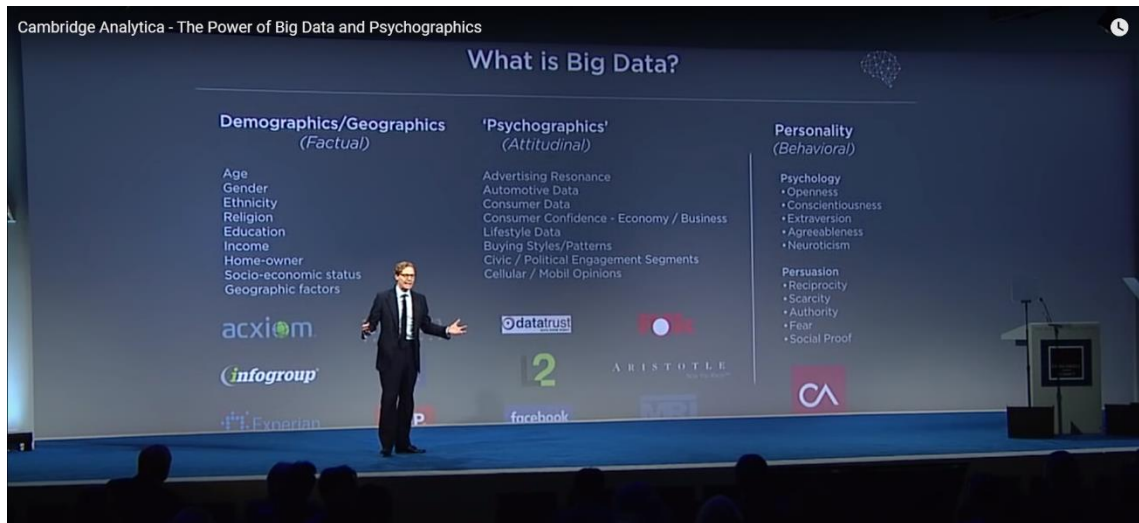 Cambridge Analytica - The Power of Big Data and Psychographics
What is Big Data?
Demographics/Geographics
(Factual)
Age
Gender
Ethnicity
Religion
Education
Income
Home-owner
Socio-economic status
Geographic factors
acxiom
infogroup
Experian
P
'Psychographics'
(Attitudinal)
Advertising Resonance
Automotive Data
Consumer Data
Consumer Confidence - Economy / Business
Lifestyle Data
Buying Styles/Patterns
Civic / Political Engagement Segments
Cellular / Mobil Opinions
datatrust
L2
ARISTOTLE
facebook
Personality
(Behavioral)
Psychology
• Openness
• Conscientiousness
• Extraversion
• Agreeableness
• Neuroticism
Persuasion
• Reciprocity
• Scarcity
• Authority
• Fear
• Social Proof
CA